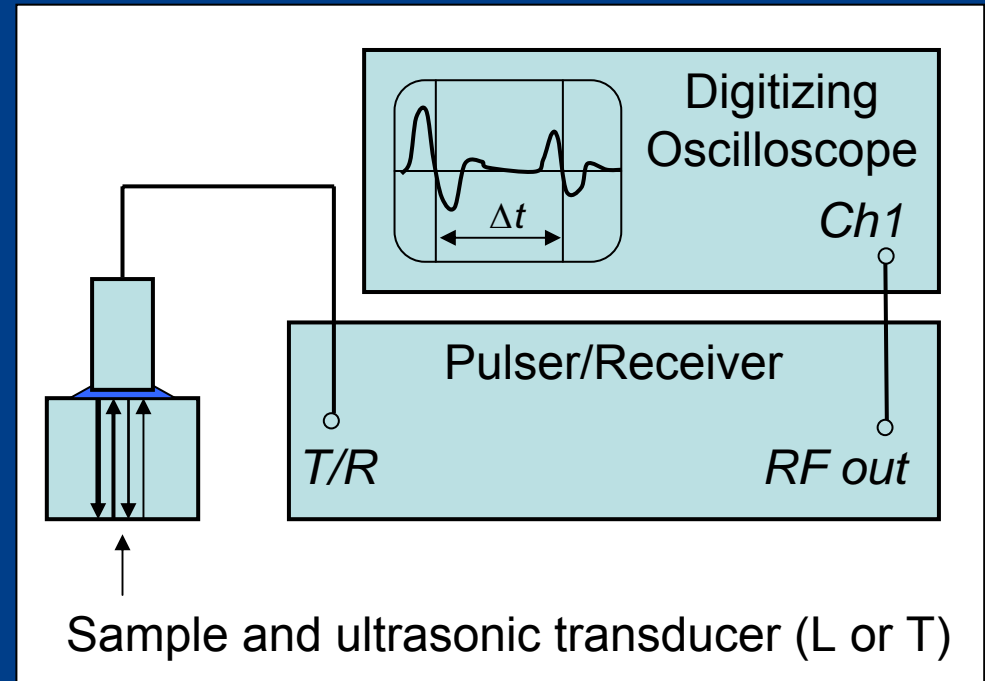 Digitizing
Oscilloscope
Δt
Ch1
Pulser/Receiver
T/R
RF out
Sample and ultrasonic transducer (L or T)